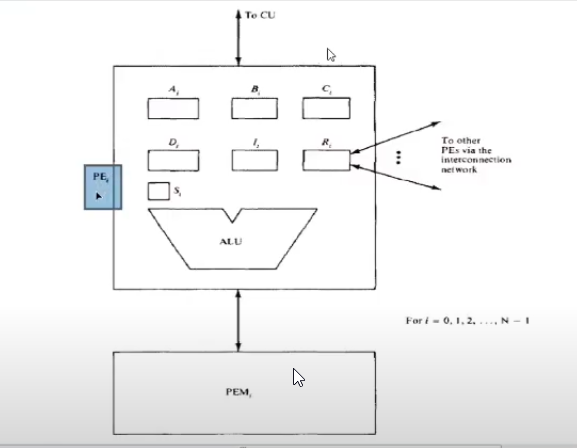 To CU
A_i
B_i
C_i
D_i
I_i
R_i
To other
PEs via the
interconnection
network
PE_i
S_i
ALU
For i = 0, 1, 2, ..., N − 1
PEM_i